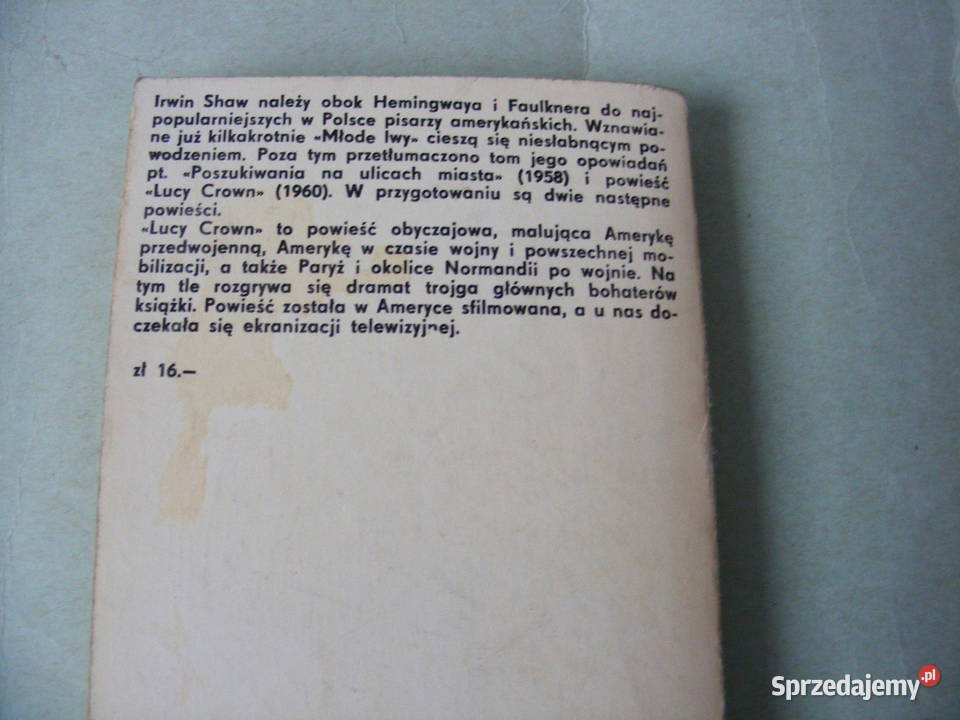 Irwin Shaw należy obok Hemingwaya i Faulknera do naj-
popularniejszych w Polsce pisarzy amerykańskich. Wznawia-
ne już kilkakrotnie «Młode lwy» cieszą się niesłabnącym po-
wodzeniem. Poza tym przetłumaczono tom jego opowiadań
pt. «Poszukiwania na ulicach miasta» (1958) i powieść
«Lucy Crown» (1960). W przygotowaniu są dwie następne
powieści.
«Lucy Crown» to powieść obyczajowa, malująca Amerykę
przedwojenną, Amerykę w czasie wojny i powszechnej mo-
bilizacji, a także Paryż i okolice Normandii po wojnie. Na
tym tle rozgrywa się dramat trojga głównych bohaterów
książki. Powieść została w Ameryce sfilmowana, a u nas do-
czekała się ekranizacji telewizyjnej.
zł 16.—
Sprzedajemy.pl